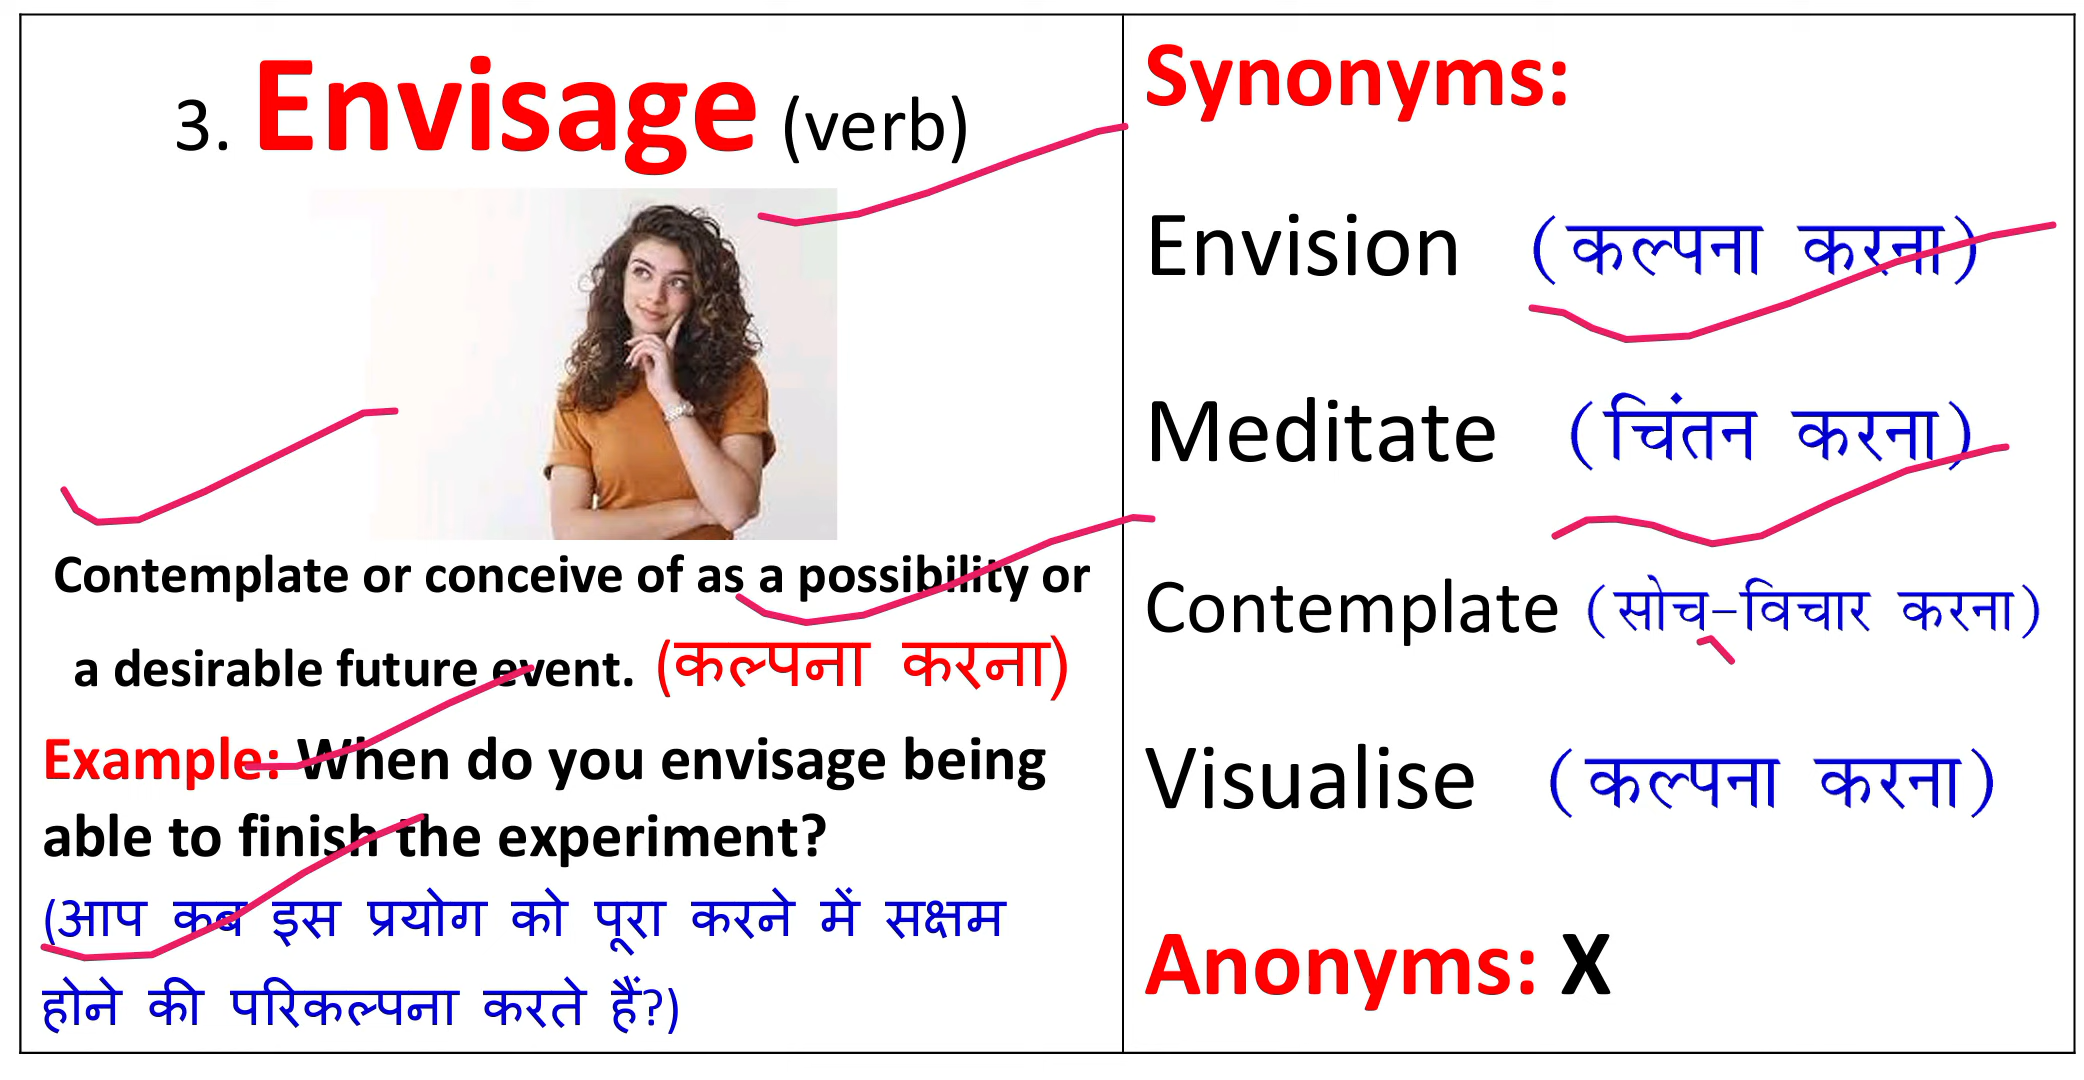 3. Envisage (verb)
Contemplate or conceive of as a possibility or
a desirable future event. (कल्पना करना)
Example: When do you envisage being
able to finish the experiment?
(आप कब इस प्रयोग को पूरा करने में सक्षम
होने की परिकल्पना करते हैं?)
Synonyms:
Envision (कल्पना करना)
Meditate (चिंतन करना)
Contemplate (सोच-विचार करना)
Visualise (कल्पना करना)
Anonyms: X